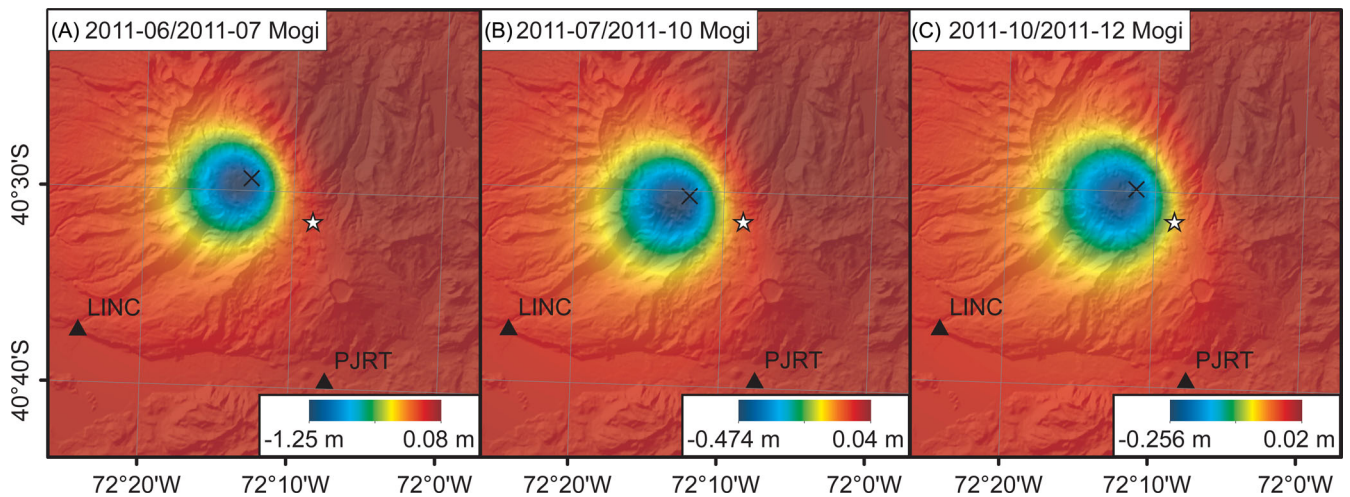 (A) 2011-06/2011-07 Mogi
(B) 2011-07/2011-10 Mogi
(C) 2011-10/2011-12 Mogi
40°30'S
40°40'S
LINC
PJRT
-1.25 m 0.08 m
LINC
PJRT
-0.474 m 0.04 m
LINC
PJRT
-0.256 m 0.02 m
72°20'W 72°10'W 72°0'W 72°20'W 72°10'W 72°0'W 72°20'W 72°10'W 72°0'W